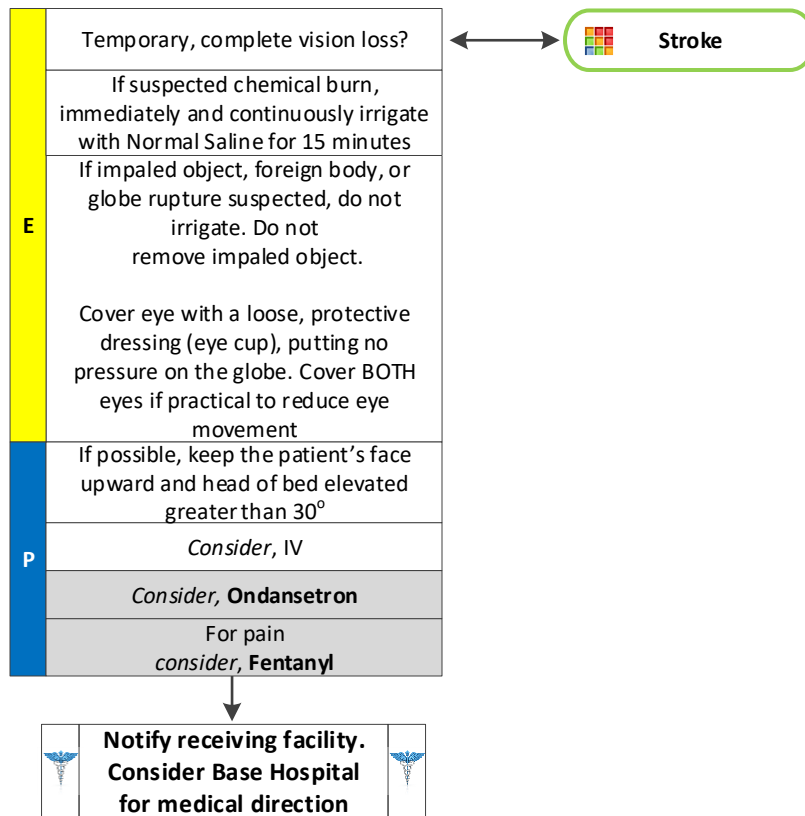 Temporary, complete vision loss?
Stroke
If suspected chemical burn,
immediately and continuously irrigate
with Normal Saline for 15 minutes
E
If impaled object, foreign body, or
globe rupture suspected, do not
irrigate. Do not
remove impaled object.
Cover eye with a loose, protective
dressing (eye cup), putting no
pressure on the globe. Cover BOTH
eyes if practical to reduce eye
movement
P
If possible, keep the patient’s face
upward and head of bed elevated
greater than 30°
Consider, IV
Consider, Ondansetron
For pain
consider, Fentanyl
Notify receiving facility.
Consider Base Hospital
for medical direction